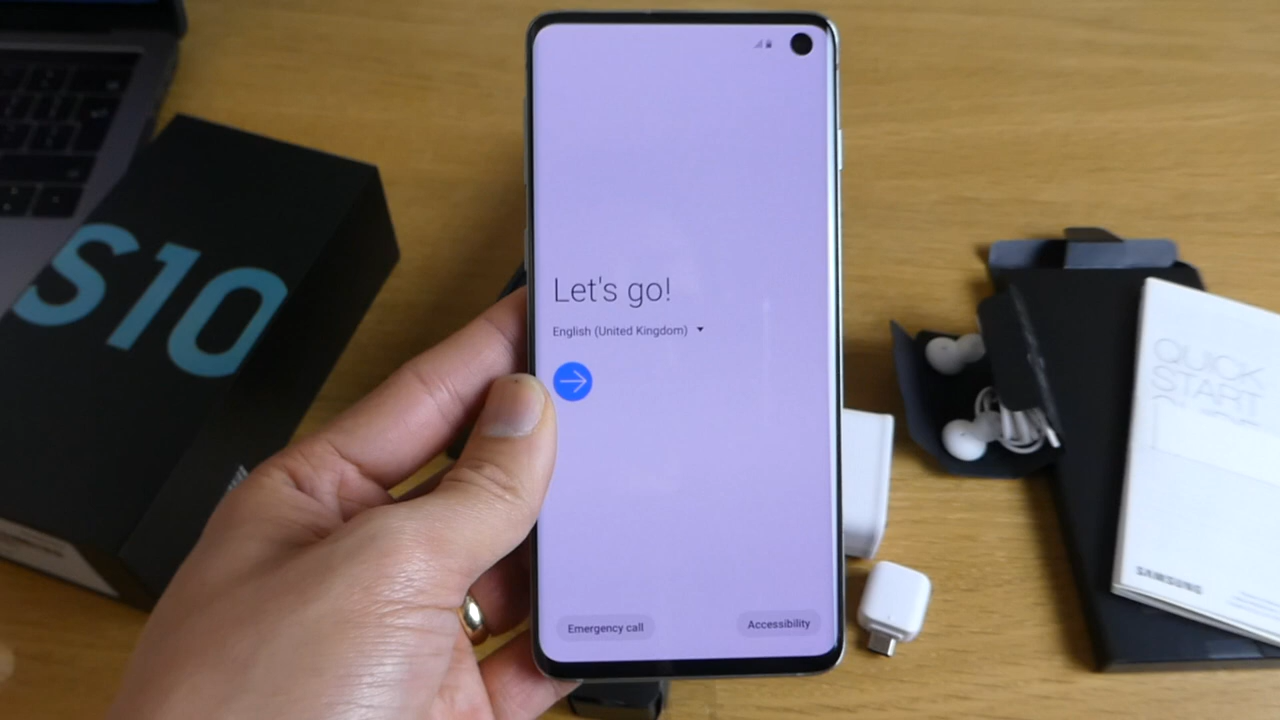 S10
Let's go!
English (United Kingdom)
Emergency call
Accessibility
QUICK
START
SAMSUNG